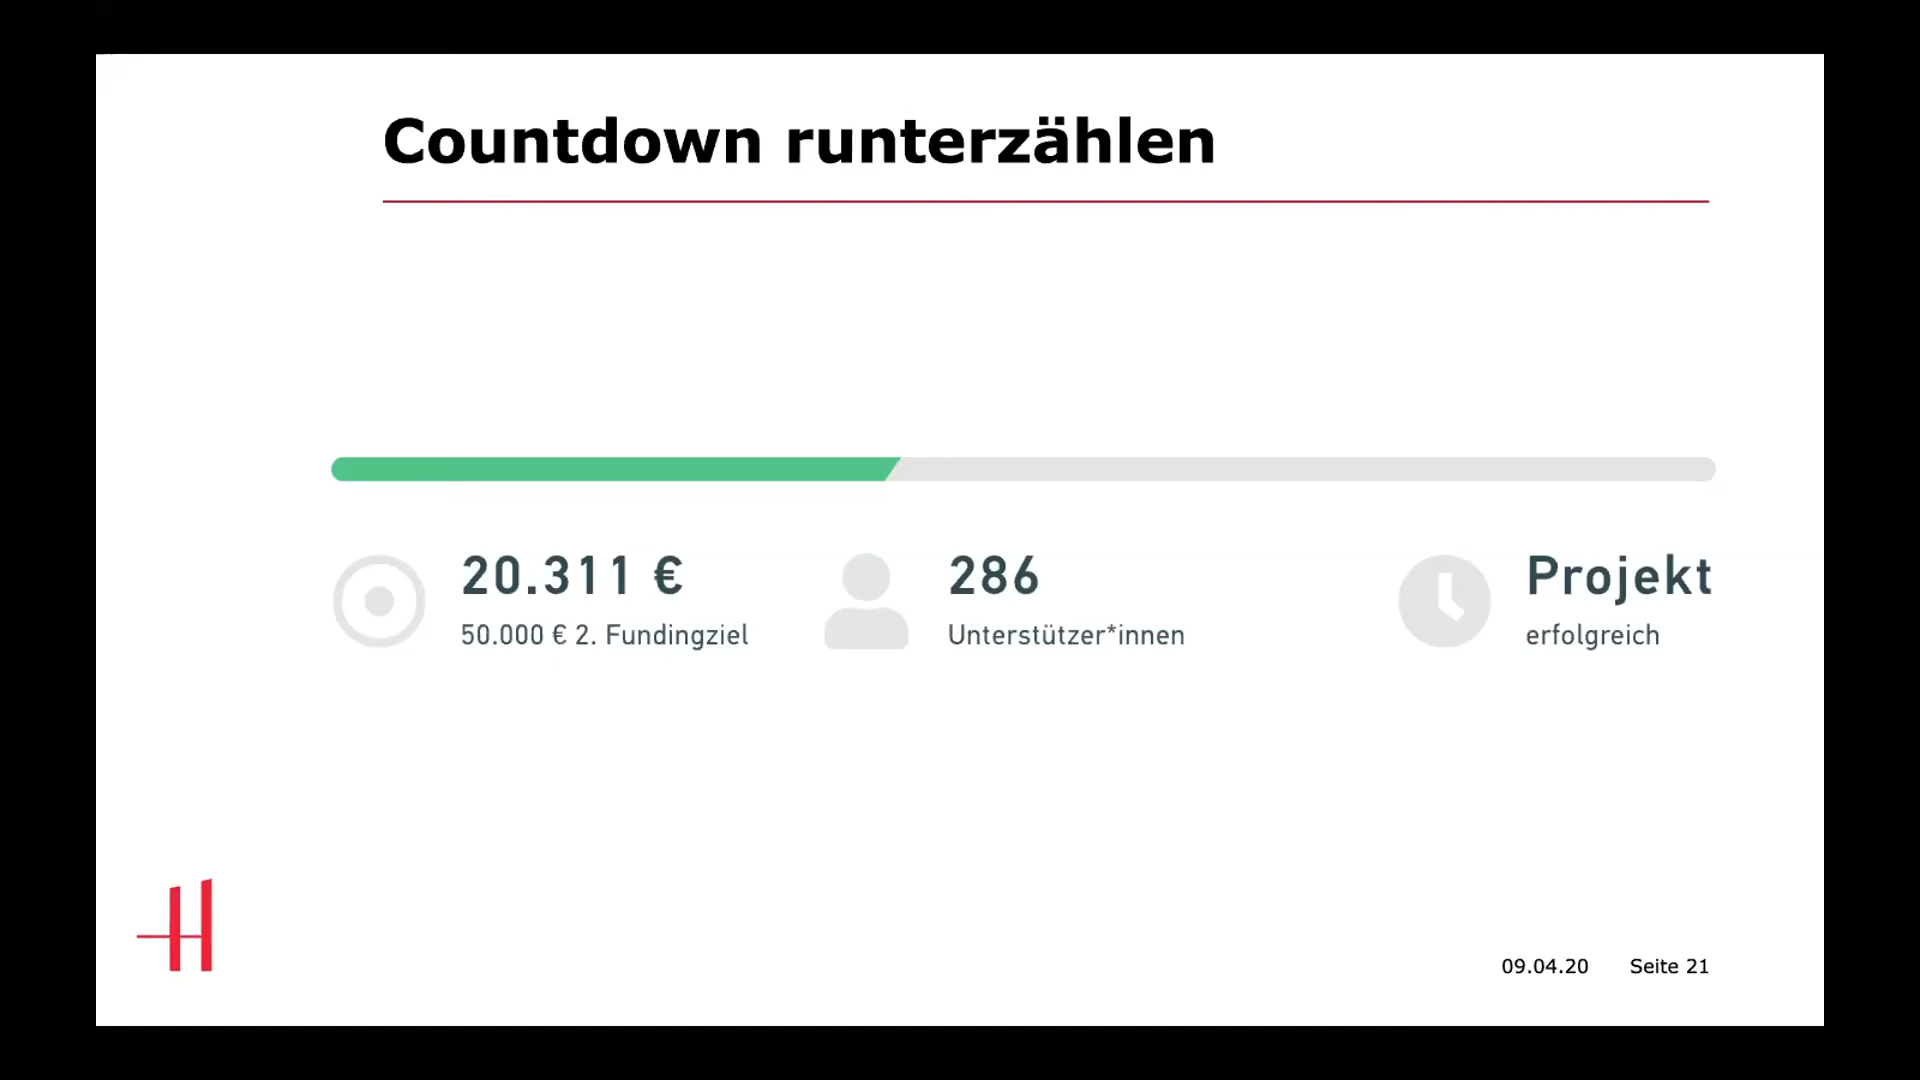 Countdown runterzählen
20.311 €
50.000 € 2. Fundingziel
286
Unterstützer*innen
Projekt
erfolgreich
09.04.20 Seite 21